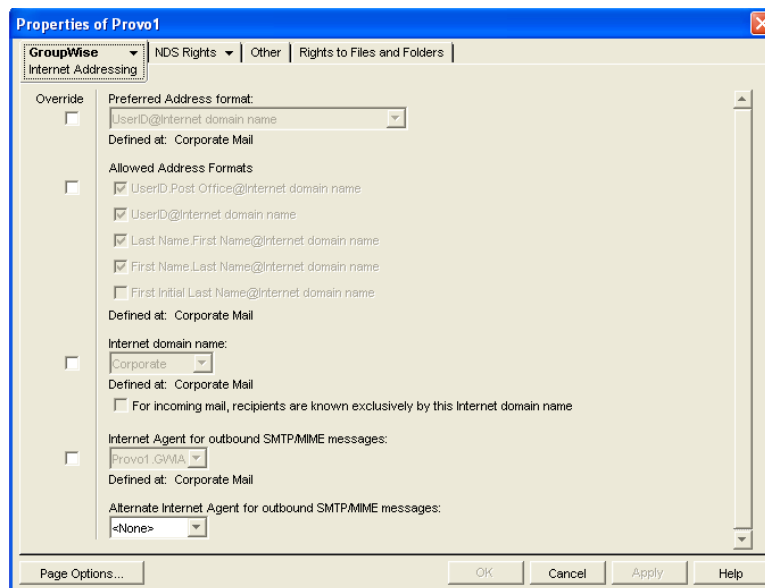 Properties of Provo1
GroupWise NDS Rights Other Rights to Files and Folders
Internet Addressing
Override Preferred Address format:
UserID@Internet domain name
Defined at: Corporate Mail
Allowed Address Formats
UserID.Post Office@Internet domain name
UserID@Internet domain name
Last Name.First Name@Internet domain name
First Name.Last Name@Internet domain name
First Initial Last Name@Internet domain name
Defined at: Corporate Mail
Internet domain name:
Corporate
Defined at: Corporate Mail
For incoming mail, recipients are known exclusively by this Internet domain name
Internet Agent for outbound SMTP/MIME messages:
Provo1.GWIA
Defined at: Corporate Mail
Alternate Internet Agent for outbound SMTP/MIME messages:
<None>
Page Options... OK Cancel Apply Help